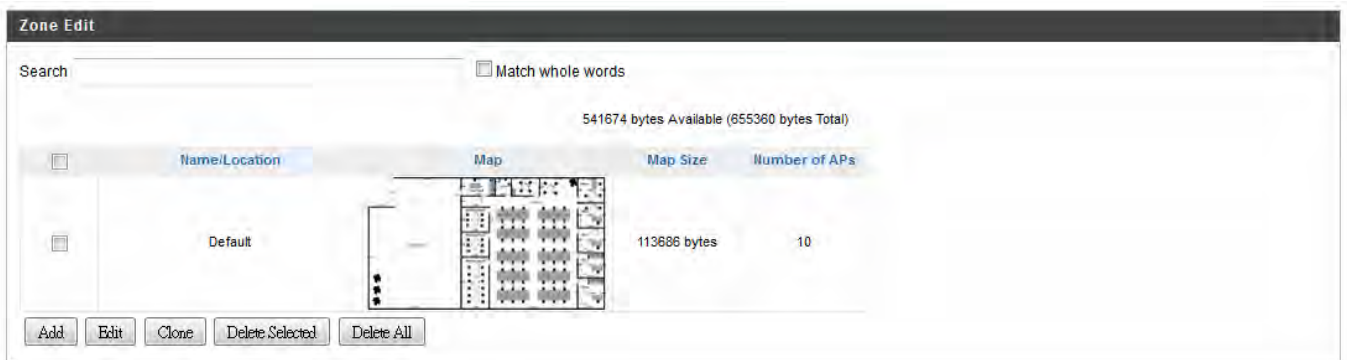 Zone Edit
Search Match whole words
541674 bytes Available (655360 bytes Total)
Name/Location Map Map Size Number of APs
Default 113686 bytes 10
Add Edit Clone Delete Selected Delete All